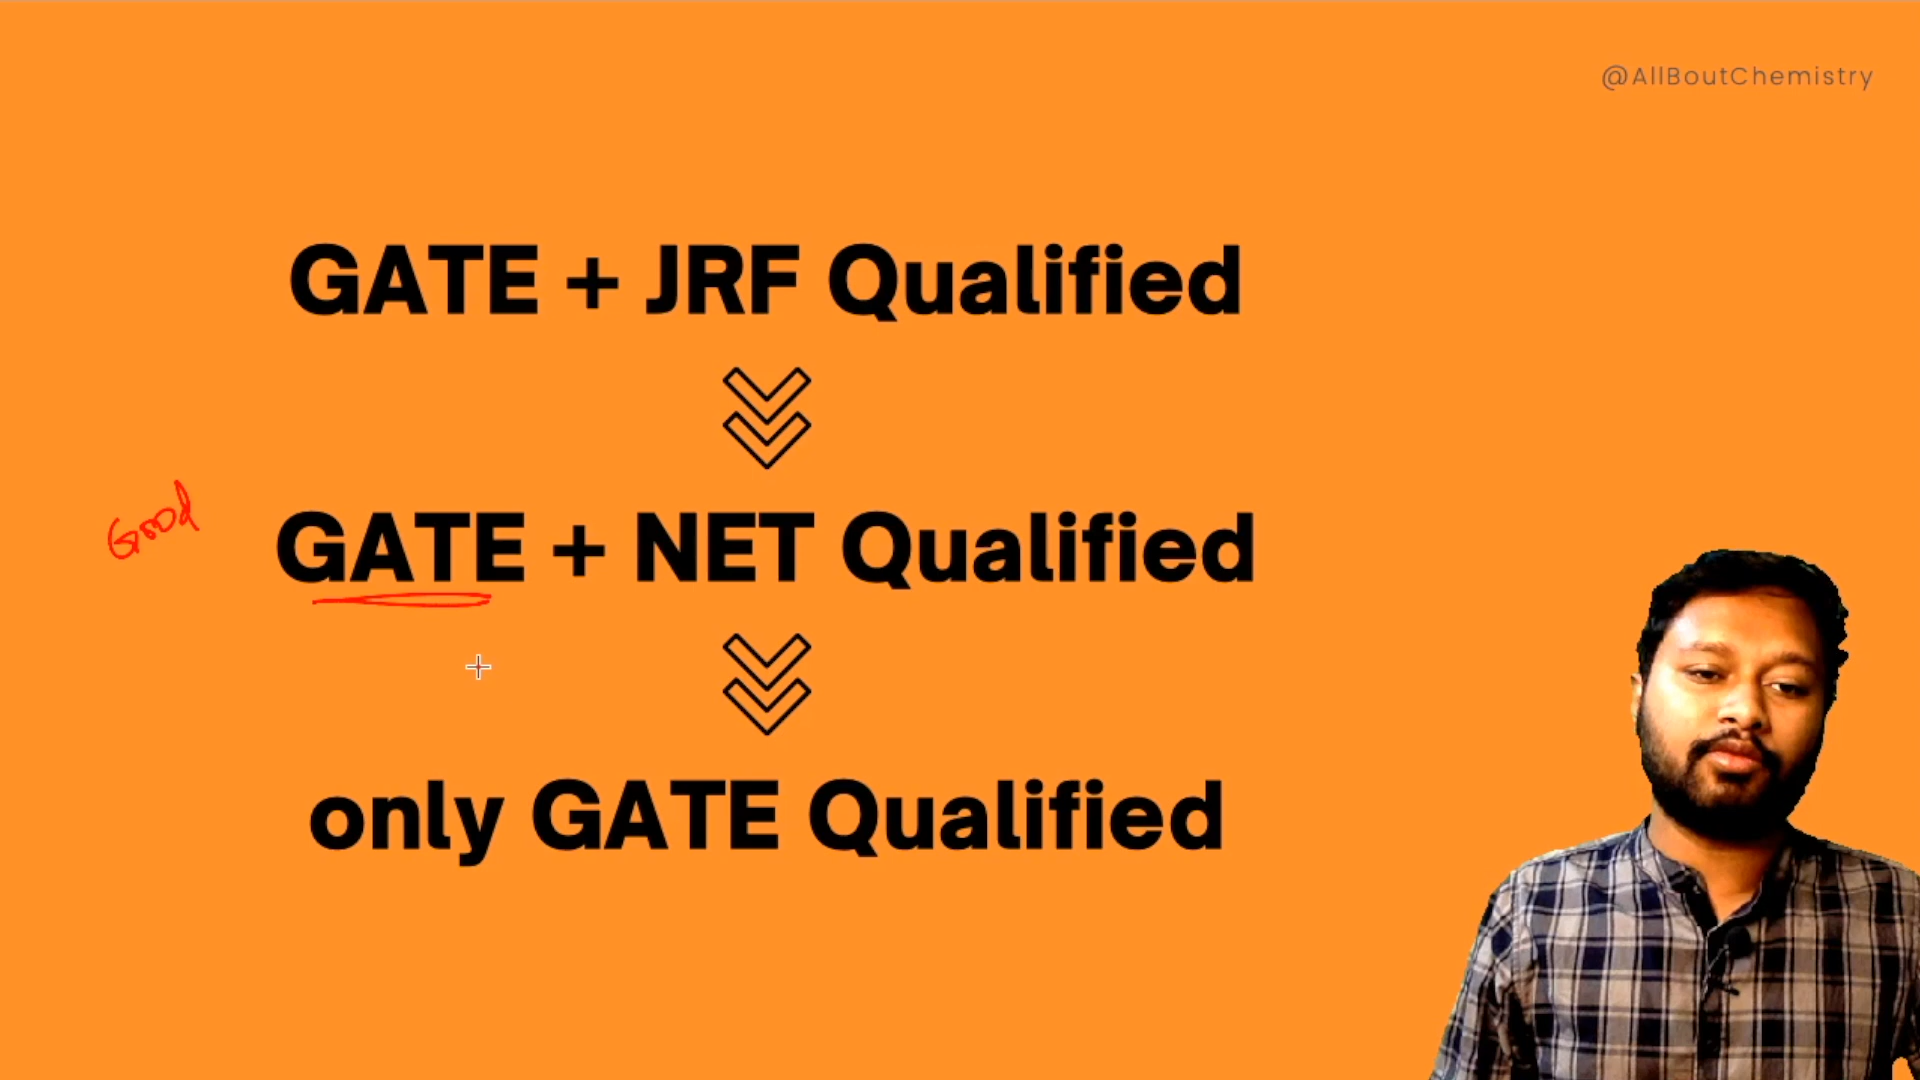 @AllBoutChemistry
GATE + JRF Qualified
Good
GATE + NET Qualified
only GATE Qualified